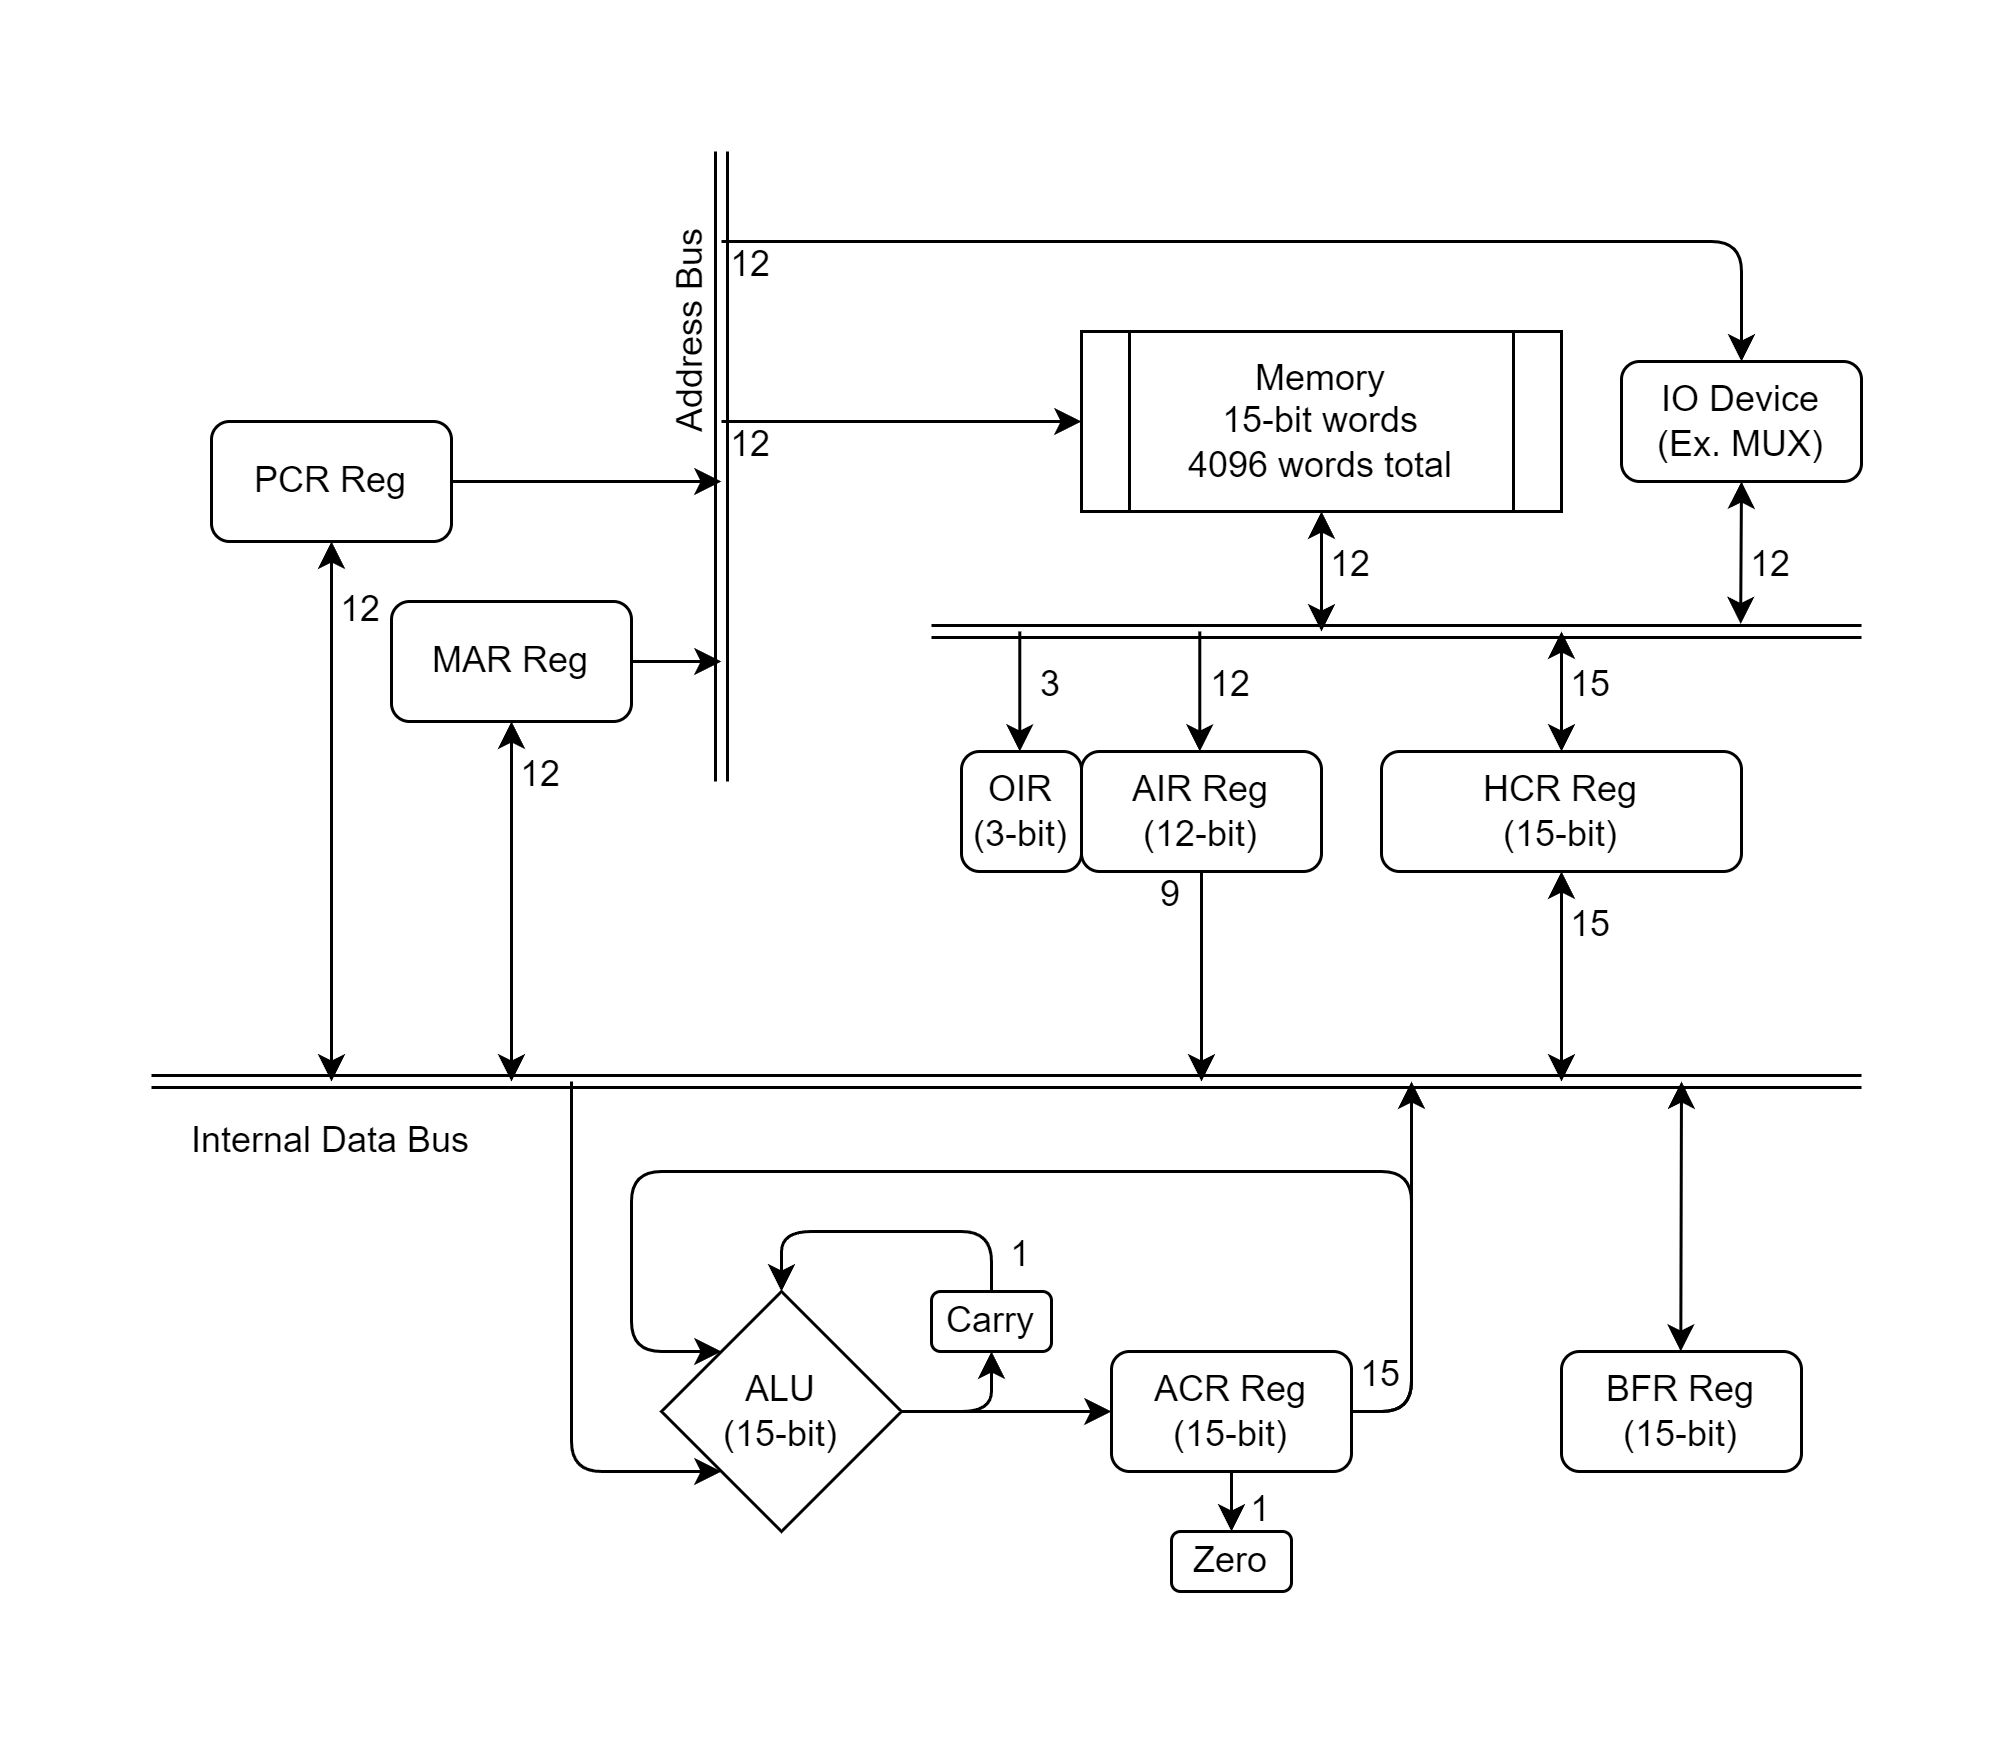 Address Bus
12
12
Memory
15-bit words
4096 words total
IO Device
(Ex. MUX)
PCR Reg
12
12
12
MAR Reg
12
3
12
15
OIR
(3-bit)
AIR Reg
(12-bit)
HCR Reg
(15-bit)
9
15
Internal Data Bus
1
Carry
ALU
(15-bit)
ACR Reg
(15-bit)
15
BFR Reg
(15-bit)
1
Zero